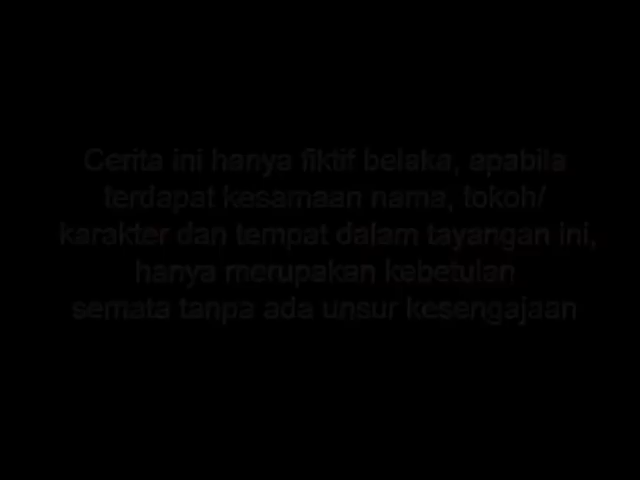 Cerita ini hanya fiktif belaka, apabila
terdapat kesamaan nama, tokoh/
karakter dan tempat dalam tayangan ini,
hanya merupakan kebetulan
semata tanpa ada unsur kesengajaan